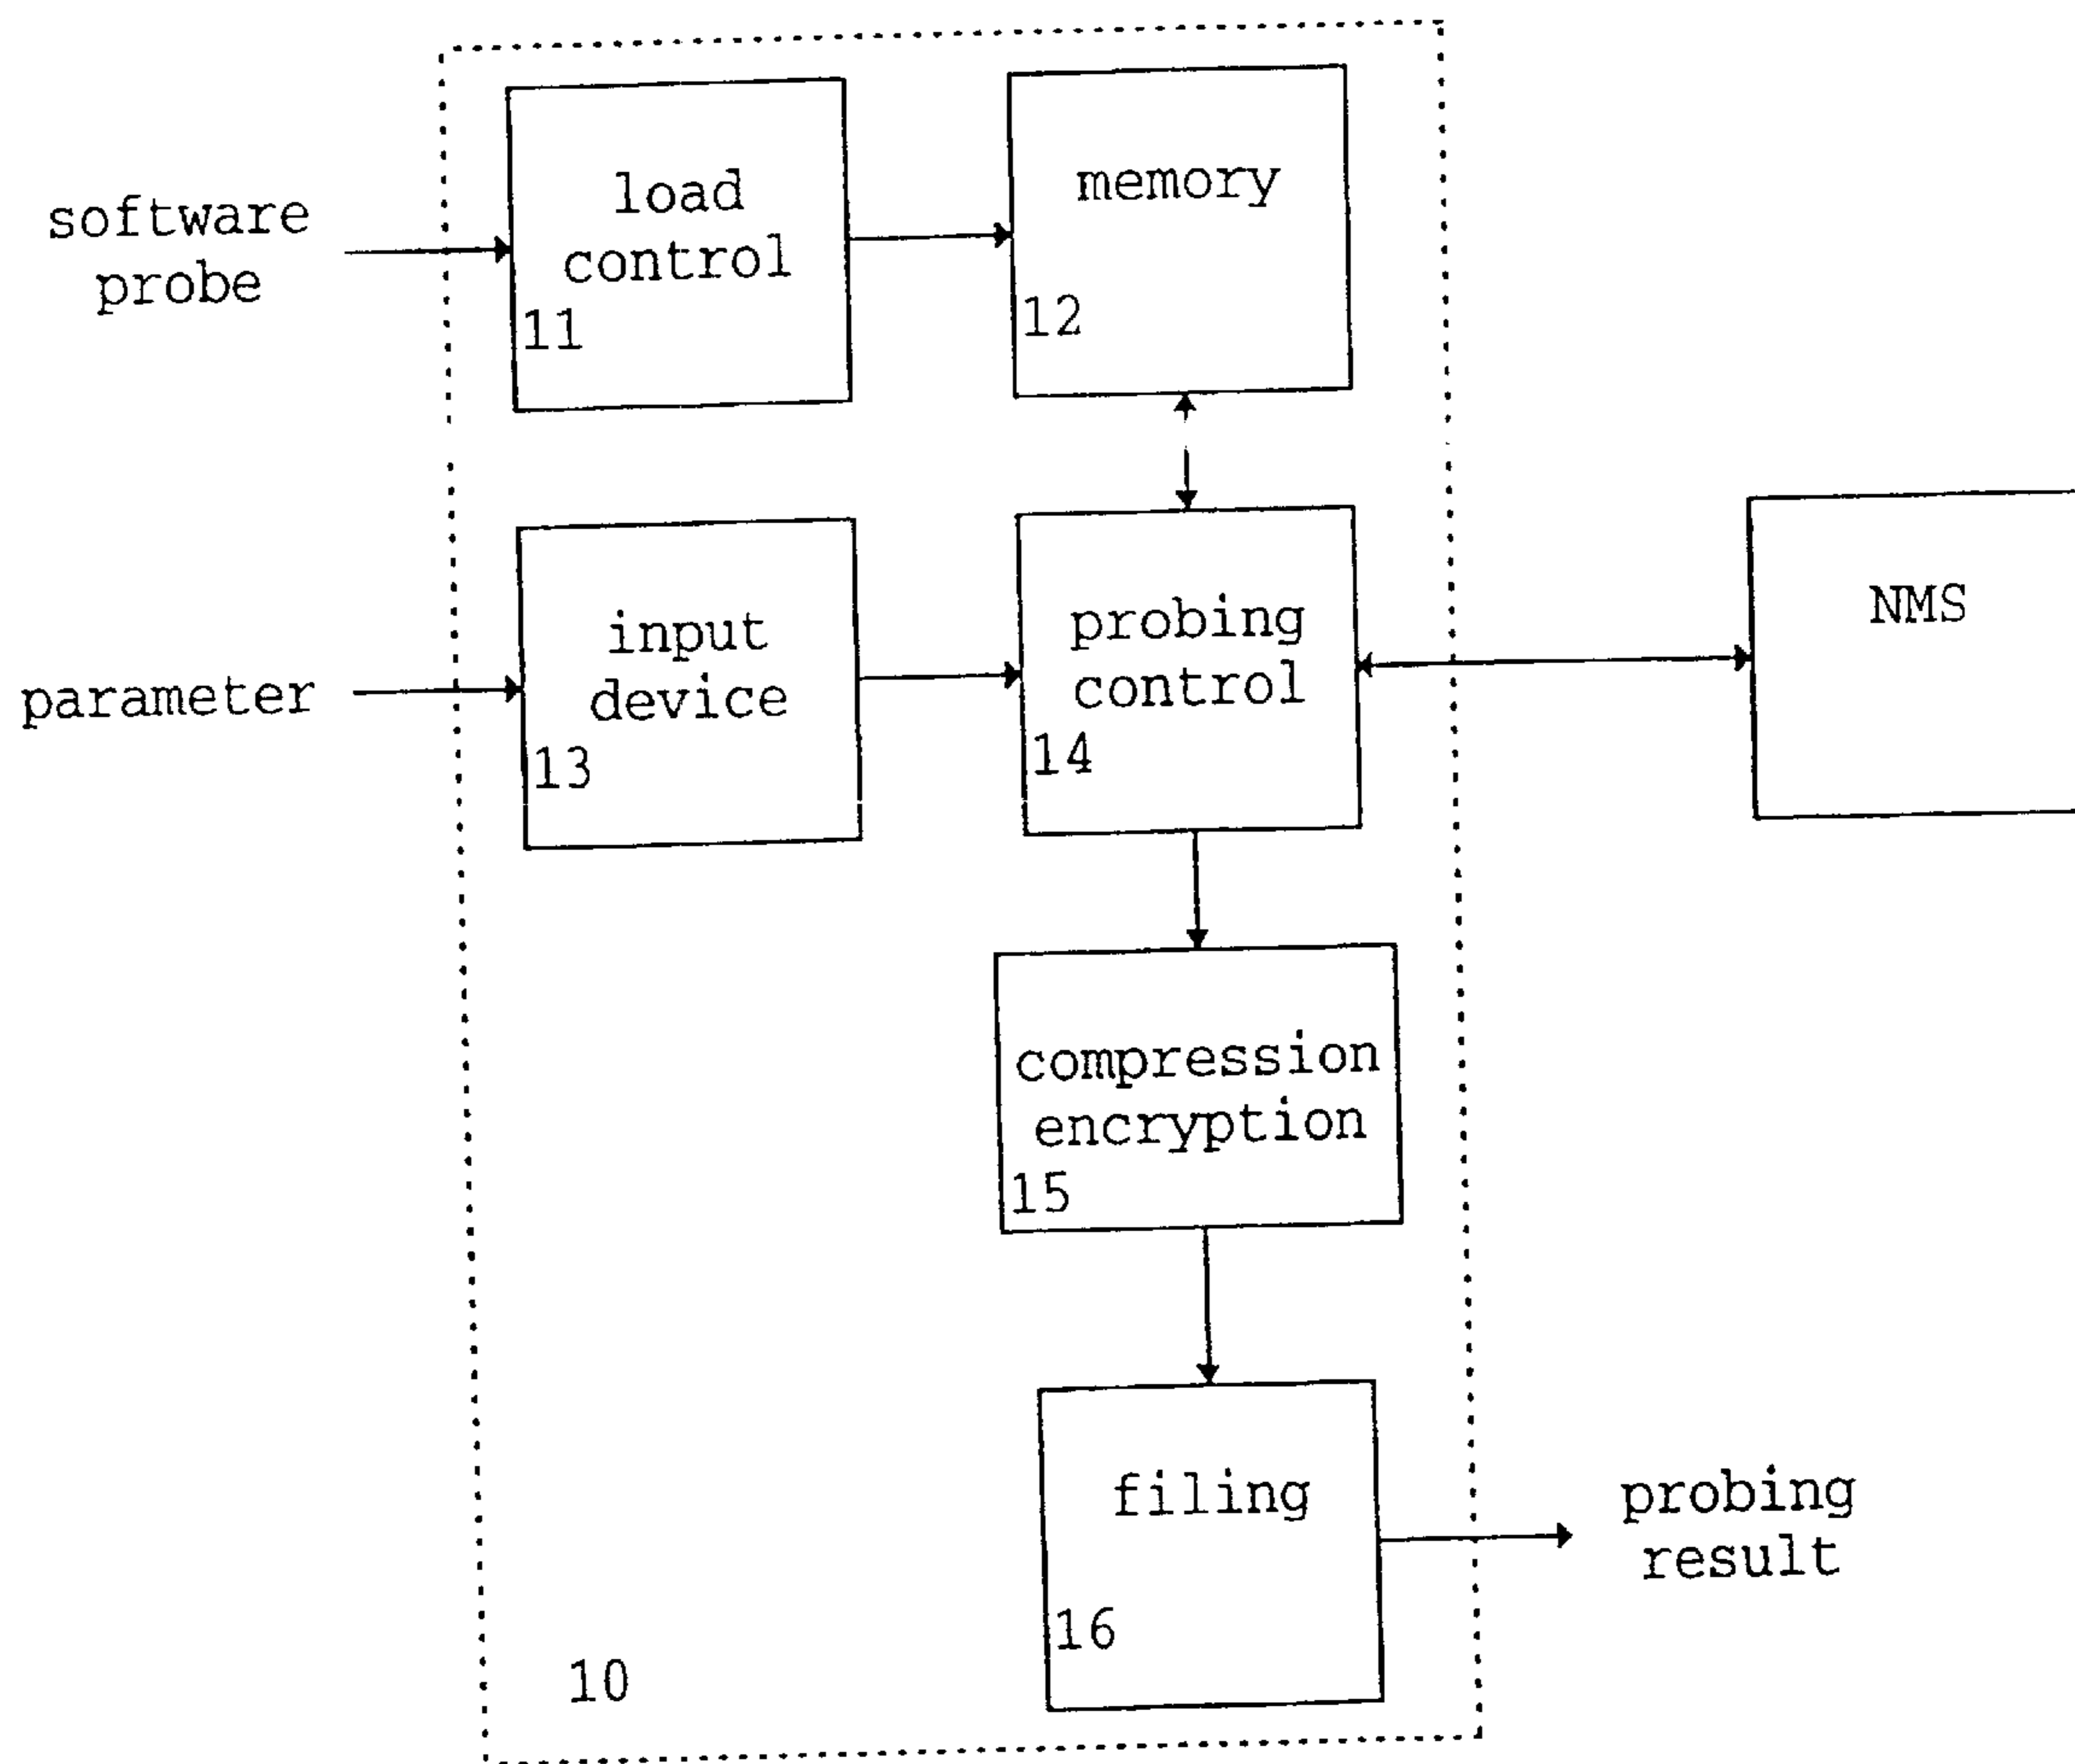 software
probe
load
control
11
memory
12
parameter
input
device
13
probing
control
14
NMS
compression
encryption
15
filing
16
probing
result
10